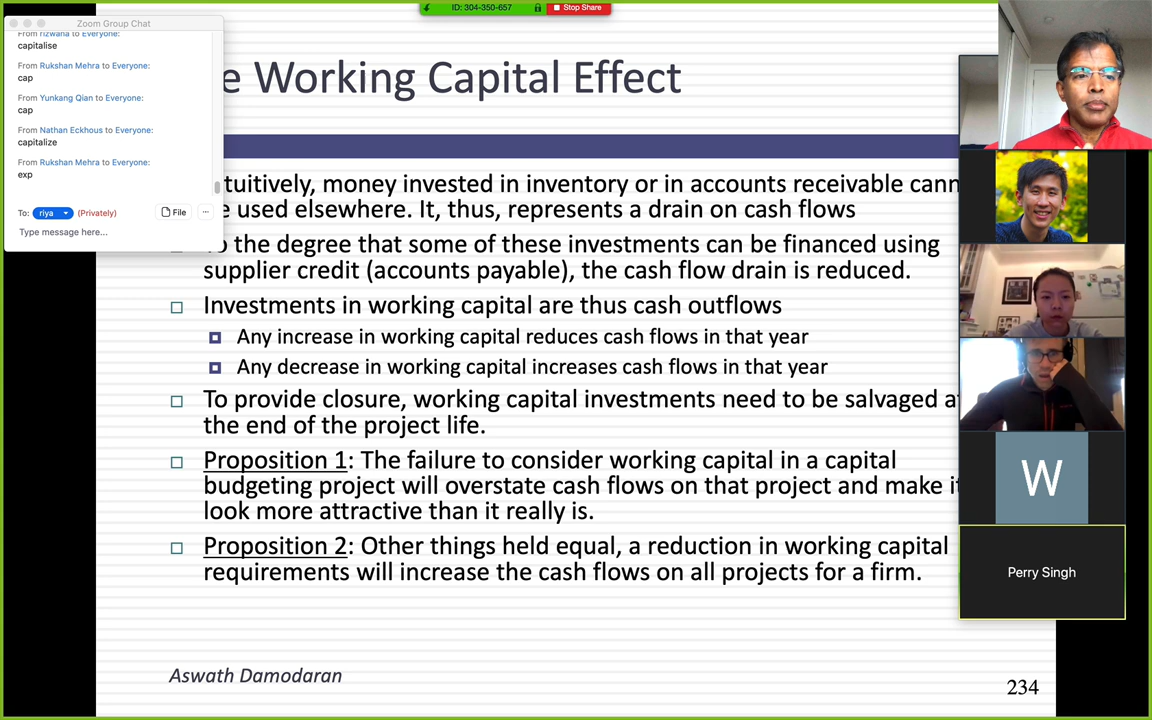 ID: 304-350-657
Stop Share
Zoom Group Chat
From rizwana to Everyone:
capitalise
From Rukshan Mehra to Everyone:
cap
From Yunkang Qian to Everyone:
cap
From Nathan Eckhous to Everyone:
capitalize
From Rukshan Mehra to Everyone:
exp
To: riya (Privately) File ...
Type message here...
e Working Capital Effect
tuitively, money invested in inventory or in accounts receivable cann
e used elsewhere. It, thus, represents a drain on cash flows
o the degree that some of these investments can be financed using
supplier credit (accounts payable), the cash flow drain is reduced.
Investments in working capital are thus cash outflows
Any increase in working capital reduces cash flows in that year
Any decrease in working capital increases cash flows in that year
To provide closure, working capital investments need to be salvaged at
the end of the project life.
Proposition 1: The failure to consider working capital in a capital
budgeting project will overstate cash flows on that project and make it
look more attractive than it really is.
Proposition 2: Other things held equal, a reduction in working capital
requirements will increase the cash flows on all projects for a firm.
Aswath Damodaran
234
W
Perry Singh